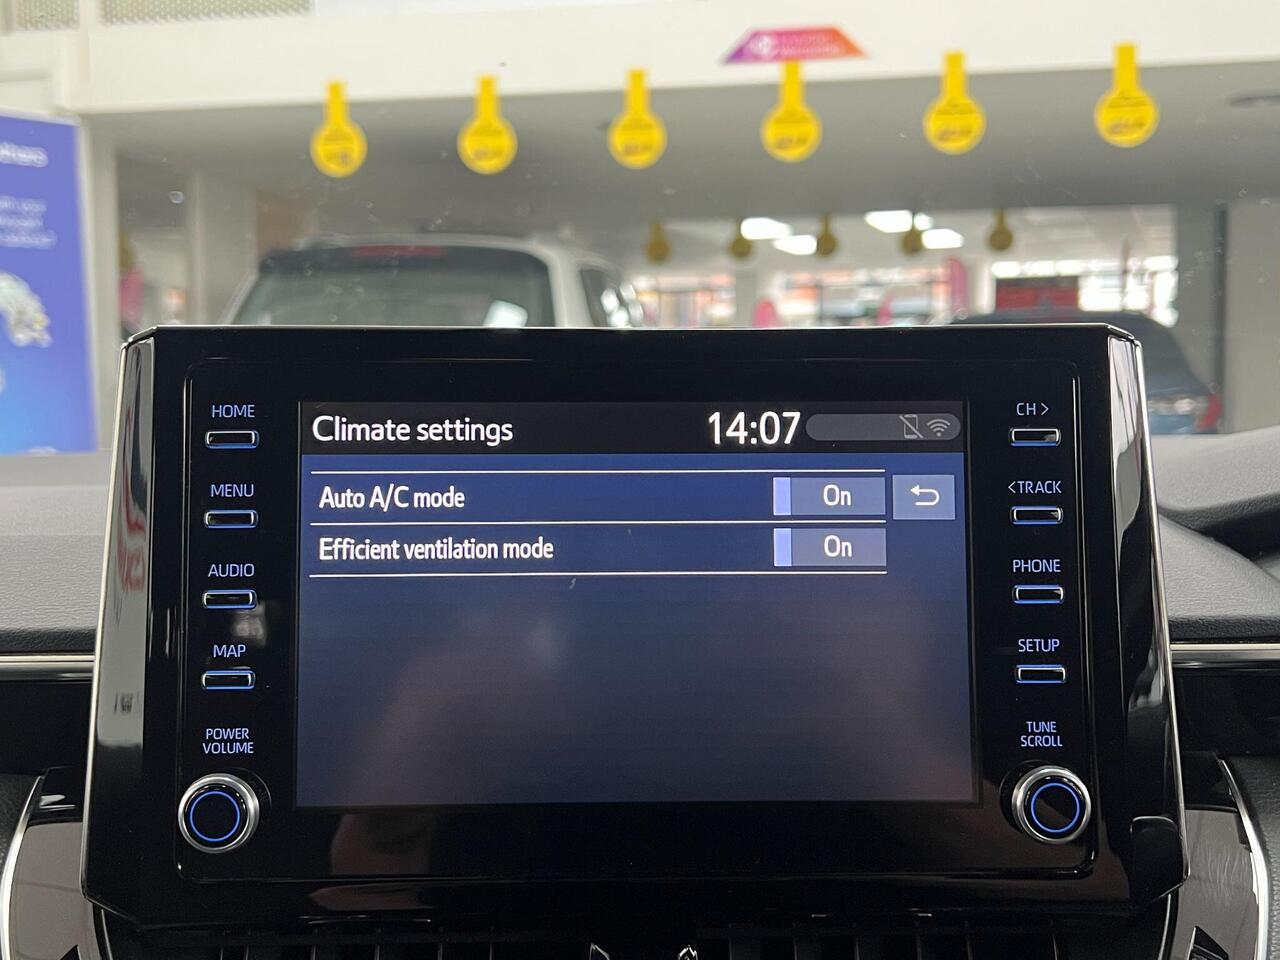 HOME
MENU
AUDIO
MAP
POWER
VOLUME
Climate settings 14:07
Auto A/C mode On
Efficient ventilation mode On
CH >
<TRACK
PHONE
SETUP
TUNE
SCROLL